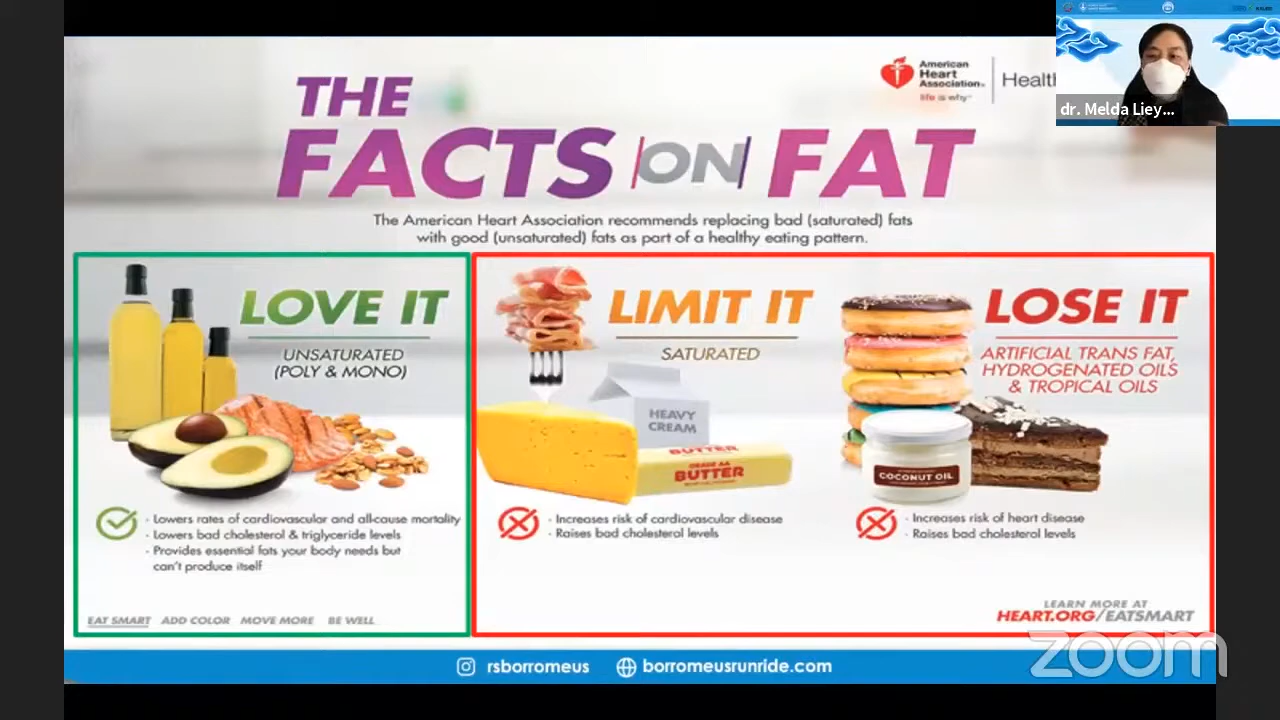 THE
FACTS ON FAT
American
Heart
Association®
life is why™
Health
dr. Melda Liey...
The American Heart Association recommends replacing bad (saturated) fats
with good (unsaturated) fats as part of a healthy eating pattern.
LOVE IT
UNSATURATED
(POLY & MONO)
- Lowers rates of cardiovascular and all-cause mortality
- Lowers bad cholesterol & triglyceride levels
- Provides essential fats your body needs but
can't produce itself
EAT SMART ADD COLOR MOVE MORE BE WELL
LIMIT IT
SATURATED
HEAVY
CREAM
BUTTER
GRADE AA
BUTTER
- Increases risk of cardiovascular disease
- Raises bad cholesterol levels
LOSE IT
ARTIFICIAL TRANS FAT,
HYDROGENATED OILS
& TROPICAL OILS
COCONUT OIL
- Increases risk of heart disease
- Raises bad cholesterol levels
LEARN MORE AT
HEART.ORG/EATSMART
zoom
rsborromeus borromeusrunride.com